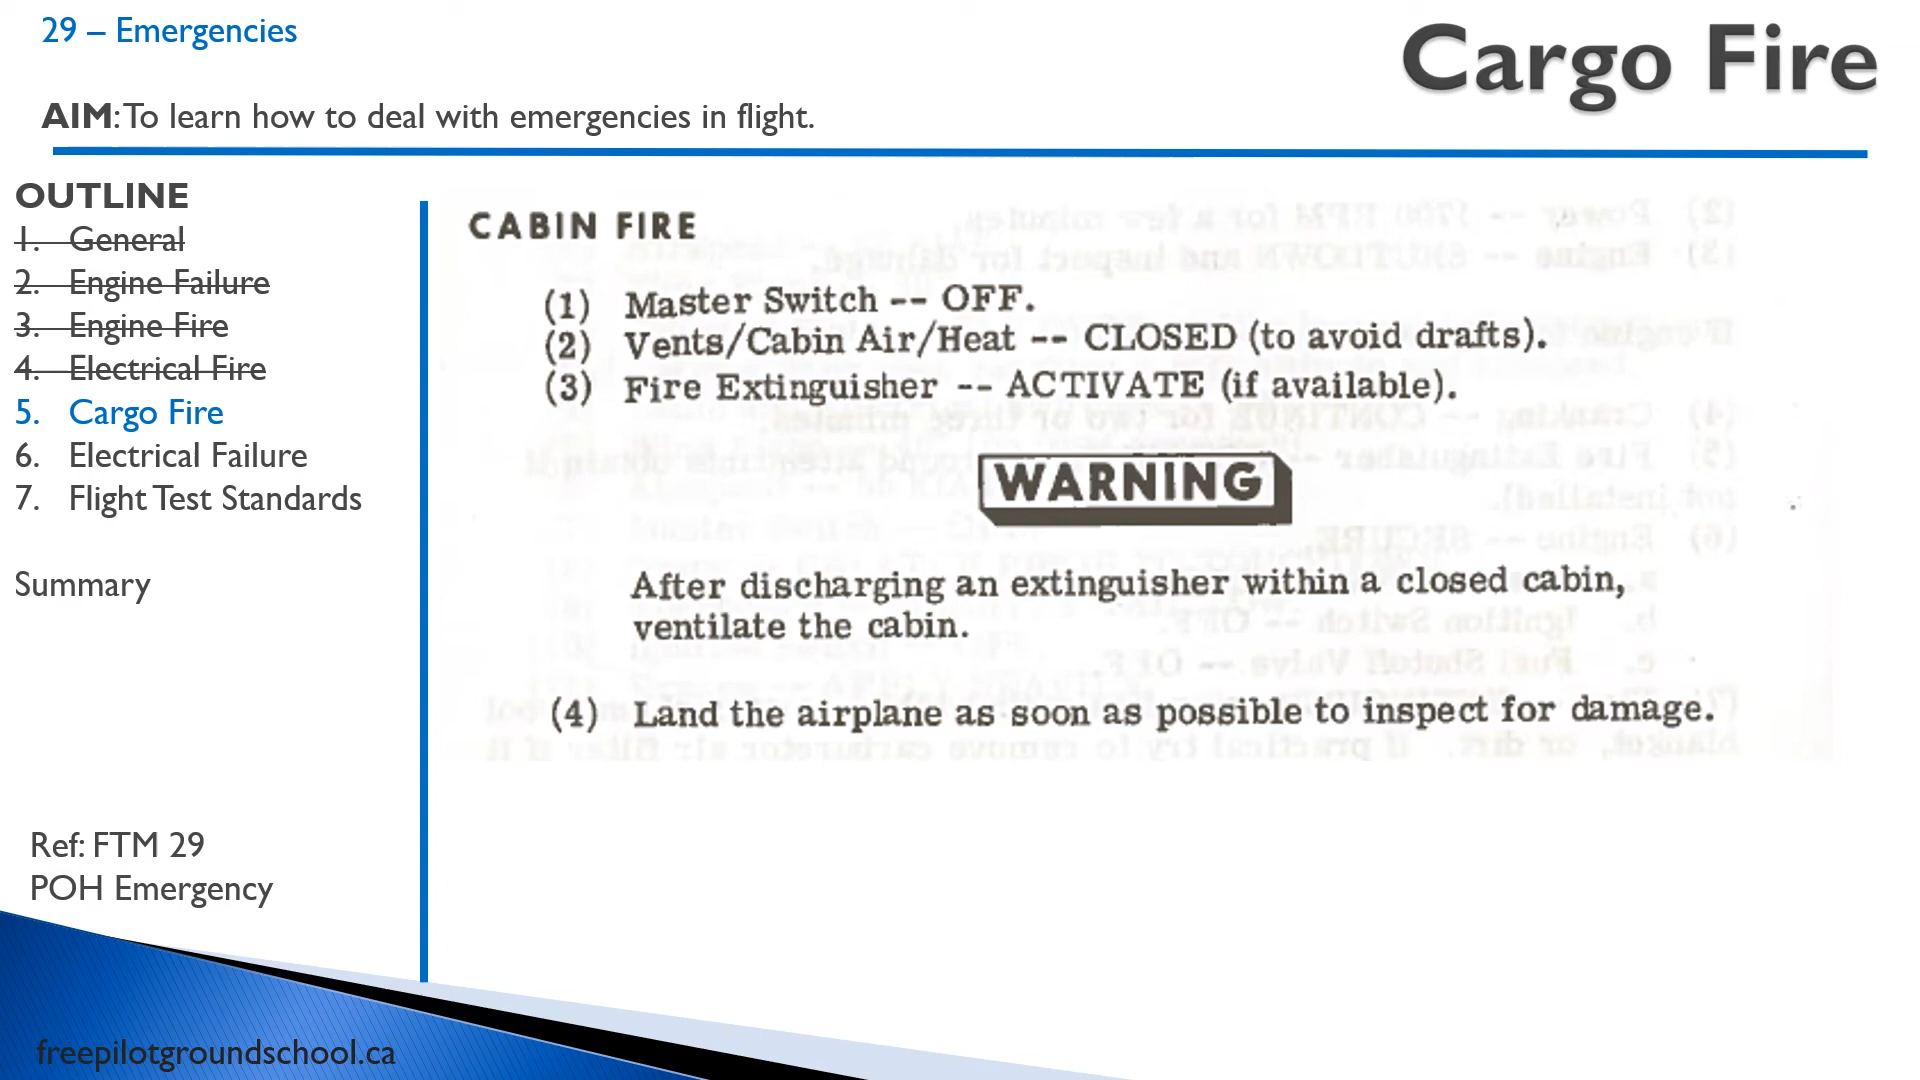 29 – Emergencies
Cargo Fire
AIM: To learn how to deal with emergencies in flight.
OUTLINE
1. General
2. Engine Failure
3. Engine Fire
4. Electrical Fire
5. Cargo Fire
6. Electrical Failure
7. Flight Test Standards
Summary
Ref: FTM 29
POH Emergency
freepilotgroundschool.ca
CABIN FIRE
(1) Master Switch -- OFF.
(2) Vents/Cabin Air/Heat -- CLOSED (to avoid drafts).
(3) Fire Extinguisher -- ACTIVATE (if available).
WARNING
After discharging an extinguisher within a closed cabin,
ventilate the cabin.
(4) Land the airplane as soon as possible to inspect for damage.